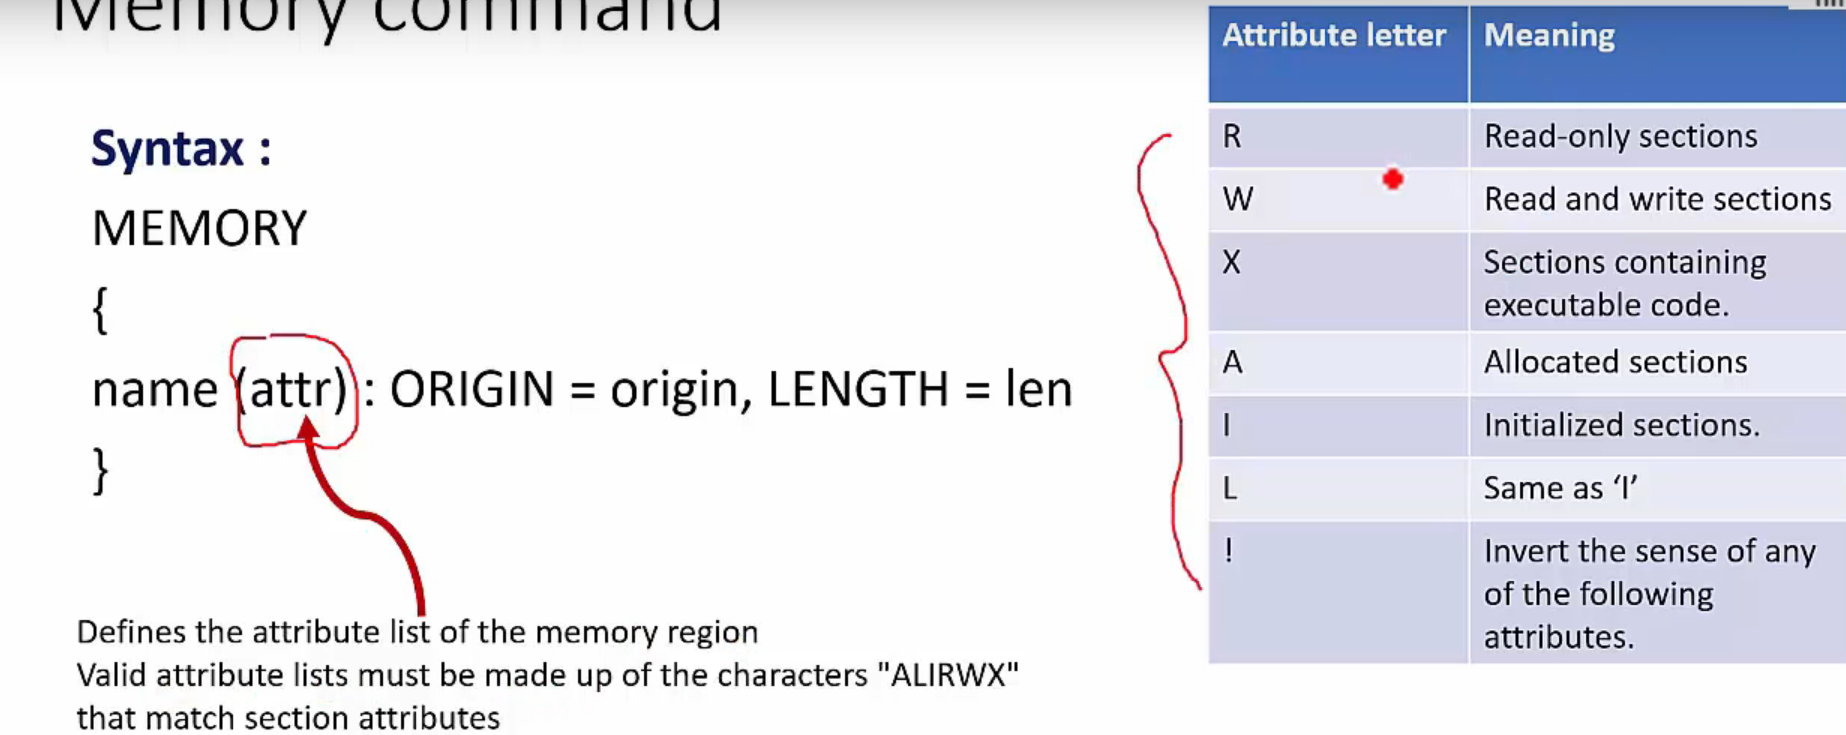 Memory command
Syntax :
MEMORY
{
name (attr) : ORIGIN = origin, LENGTH = len
}
Defines the attribute list of the memory region
Valid attribute lists must be made up of the characters "ALIRWX"
that match section attributes
Attribute letter Meaning
R Read-only sections
W Read and write sections
X Sections containing
executable code.
A Allocated sections
I Initialized sections.
L Same as ‘I’
! Invert the sense of any
of the following
attributes.